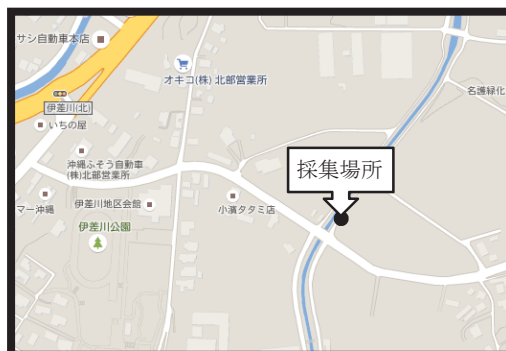 サシ自動車本店
オキコ(株) 北部営業所
名護緑化
伊差川(北)
いちの屋
沖縄ふそう自動車
(株)北部営業所
採集場所
マー沖縄
伊差川地区会館
小濱タタミ店
伊差川公園